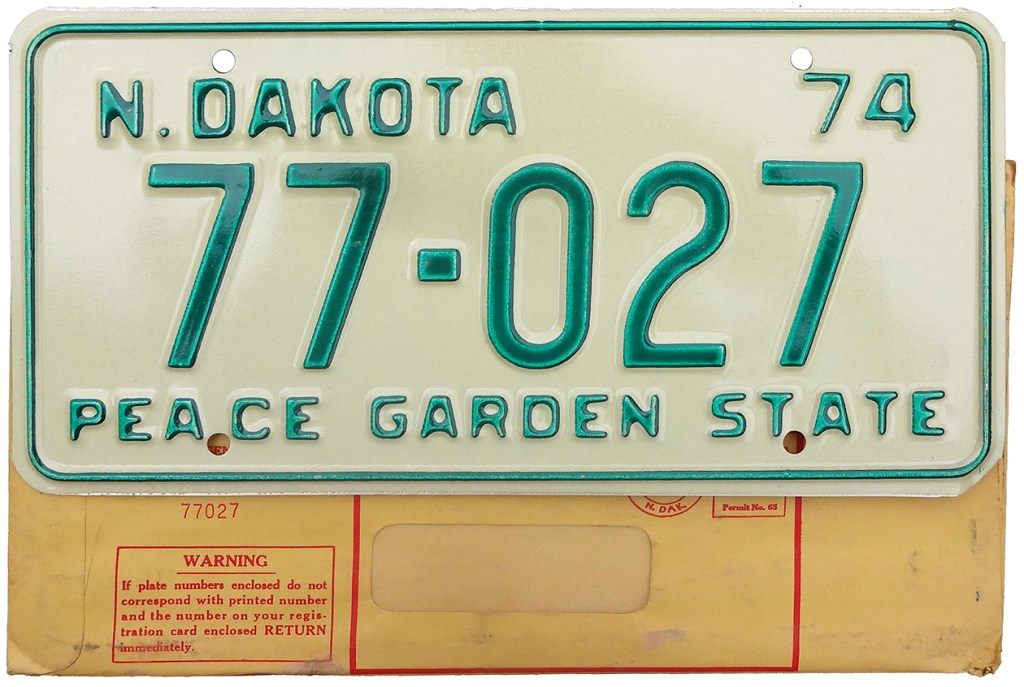 N. DAKOTA 74
77-027
PEACE GARDEN STATE
77027
N. DAK.
Permit No. 63
WARNING
If plate numbers enclosed do not
correspond with printed number
and the number on your regis-
tration card enclosed RETURN
immediately.